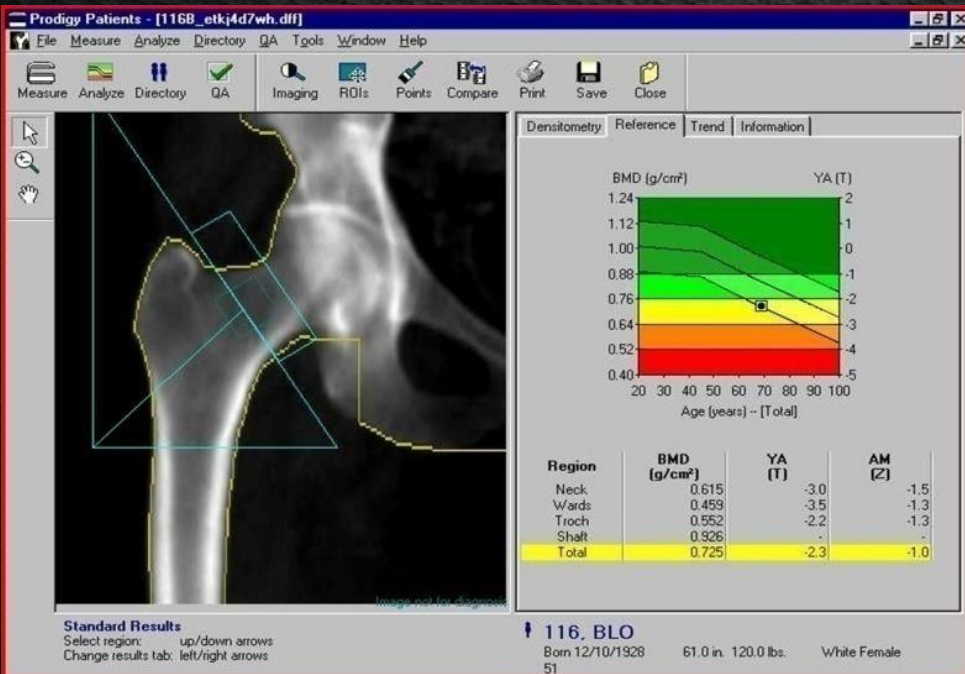 Prodigy Patients - [116B_etkj4d7wh.dff]
File Measure Analyze Directory QA Tools Window Help
Measure Analyze Directory QA Imaging ROIs Points Compare Print Save Close
Densitometry Reference Trend Information
BMD (g/cm²) YA (T)
1.24 2
1.12 1
1.00 0
0.88 -1
0.76 -2
0.64 -3
0.52 -4
0.40 -5
20 30 40 50 60 70 80 90 100
Age (years) -- [Total]
Region BMD (g/cm²) YA (T) AM (Z)
Neck 0.615 -3.0 -1.5
Wards 0.459 -3.5 -1.3
Troch 0.552 -2.2 -1.3
Shaft 0.926 - -
Total 0.725 -2.3 -1.0
Image not for diagnosis
Standard Results
Select region: up/down arrows
Change results tab: left/right arrows
116, BLO
Born 12/10/1928 61.0 in. 120.0 lbs. White Female
51